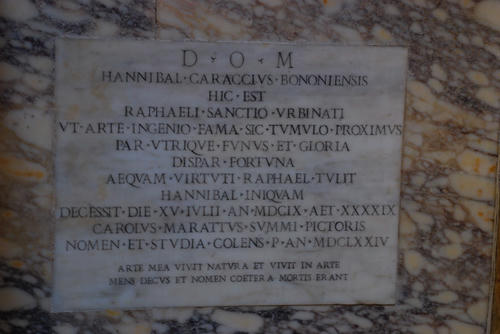 D · O · M
HANNIBAL · CARACCIVS · BONONIENSIS
HIC · EST
RAPHAELI · SANCTIO · VRBINATI
VT · ARTE · INGENIO · FAMA · SIC · TVMVLO · PROXIMVS
PAR · VTRIQVE · FVNVS · ET · GLORIA
DISPAR · FORTVNA
AEQVAM · VIRTVTI · RAPHAEL · TVLIT
HANNIBAL · INIQVAM
DECESSIT · DIE · XV · IVLII · AN · MDCIX · AET · XXXXIX
CAROLVS · MARATTVS · SVMMI · PICTORIS
NOMEN · ET · STVDIA · COLENS · P · AN · MDCLXXIV
ARTE MEA VIVIT NATVRA ET VIVIT IN ARTE
MENS DECVS ET NOMEN COETERA MORTIS ERANT